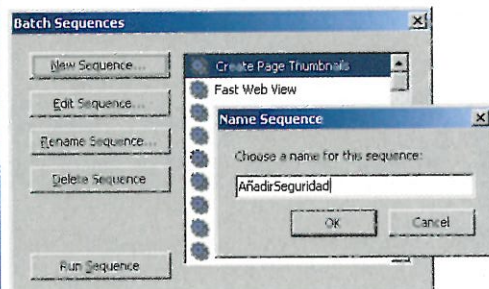 Batch Sequences
New Sequence...
Edit Sequence...
Rename Sequence...
Delete Sequence
Run Sequence
Create Page Thumbnails
Fast Web View
Name Sequence
Choose a name for this sequence:
AñadirSeguridad
OK
Cancel